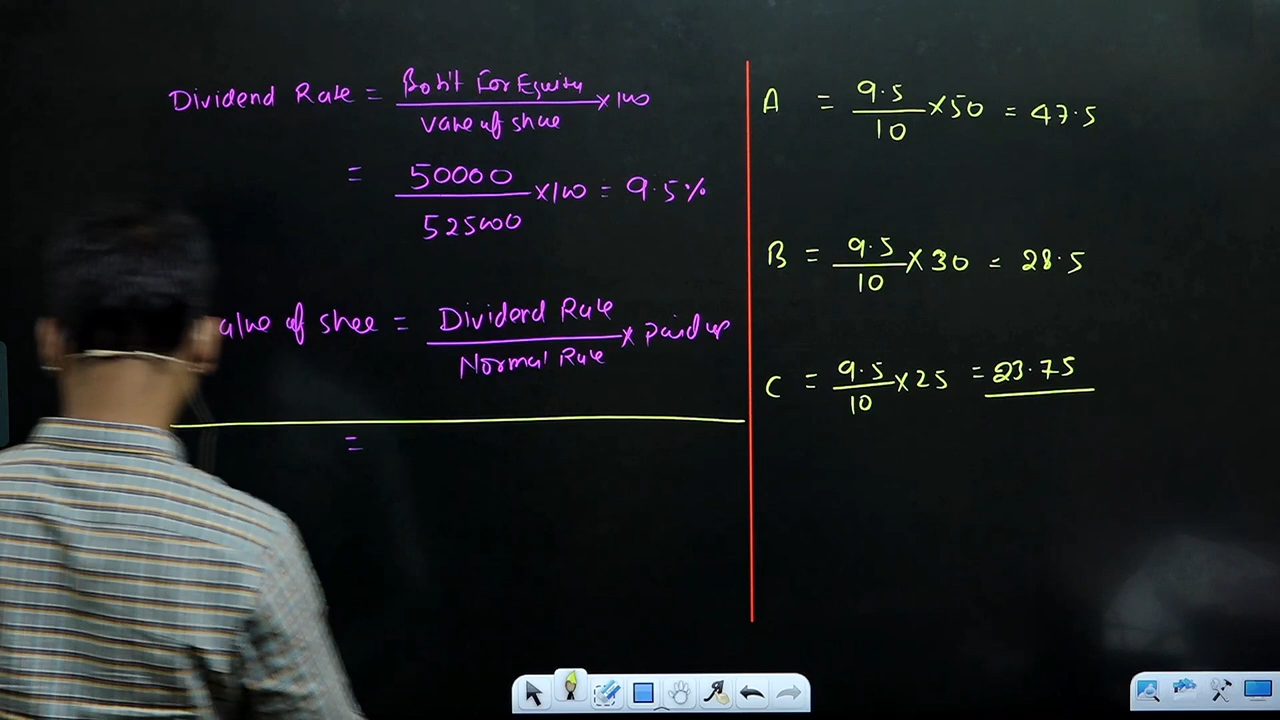 Dividend Rate = Profit For Equity / Value of share ×100
= 50000 / 525000 ×100 = 9.5%
alue of shee = Dividend Rate / Normal Rate × paid up
=
A = 9.5 / 10 ×50 = 47.5
B = 9.5 / 10 ×30 = 28.5
C = 9.5 / 10 ×25 = 23.75